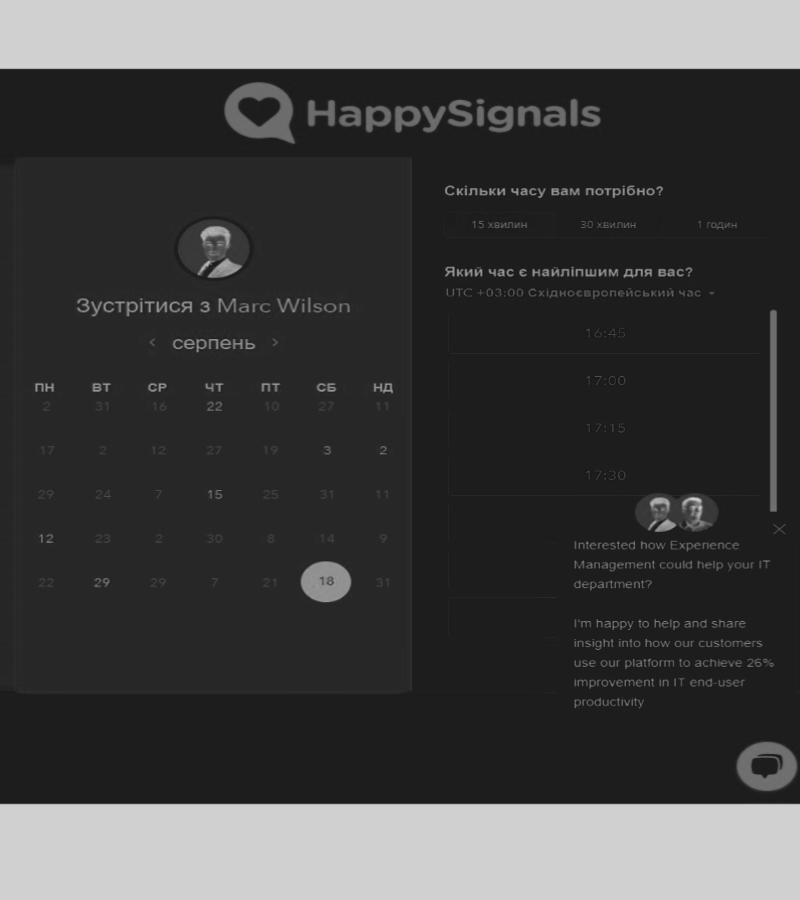 HappySignals
Зустрітися з Marc Wilson
серпень
ПН ВТ СР ЧТ ПТ СБ НД
2 31 16 22 10 27 11
17 2 12 27 19 3 2
29 24 7 15 25 31 11
12 23 2 30 8 14 9
22 29 29 7 21 18 31
Скільки часу вам потрібно?
15 хвилин 30 хвилин 1 годин
Який час є найліпшим для вас?
UTC +03:00 Східноєвропейський час
16:45
17:00
17:15
17:30
Interested how Experience
Management could help your IT
department?
I'm happy to help and share
insight into how our customers
use our platform to achieve 26%
improvement in IT end-user
productivity